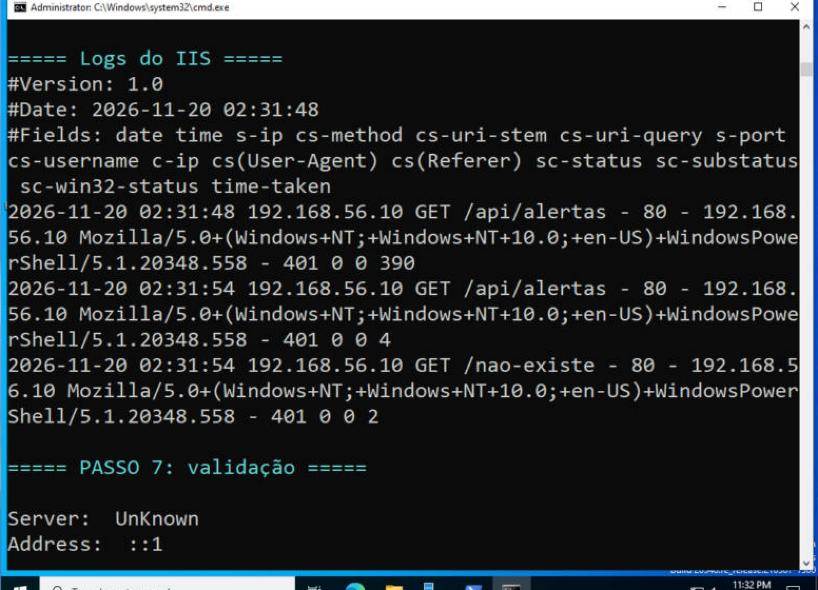 Administrator: C:\Windows\system32\cmd.exe
===== Logs do IIS =====
#Version: 1.0
#Date: 2026-11-20 02:31:48
#Fields: date time s-ip cs-method cs-uri-stem cs-uri-query s-port
cs-username c-ip cs(User-Agent) cs(Referer) sc-status sc-substatus
 sc-win32-status time-taken
2026-11-20 02:31:48 192.168.56.10 GET /api/alertas - 80 - 192.168.
56.10 Mozilla/5.0+(Windows+NT;+Windows+NT+10.0;+en-US)+WindowsPowe
rShell/5.1.20348.558 - 401 0 0 390
2026-11-20 02:31:54 192.168.56.10 GET /api/alertas - 80 - 192.168.
56.10 Mozilla/5.0+(Windows+NT;+Windows+NT+10.0;+en-US)+WindowsPowe
rShell/5.1.20348.558 - 401 0 0 4
2026-11-20 02:31:54 192.168.56.10 GET /nao-existe - 80 - 192.168.5
6.10 Mozilla/5.0+(Windows+NT;+Windows+NT+10.0;+en-US)+WindowsPower
Shell/5.1.20348.558 - 401 0 0 2
===== PASSO 7: validação =====
Server:  UnKnown
Address:  ::1
11:32 PM